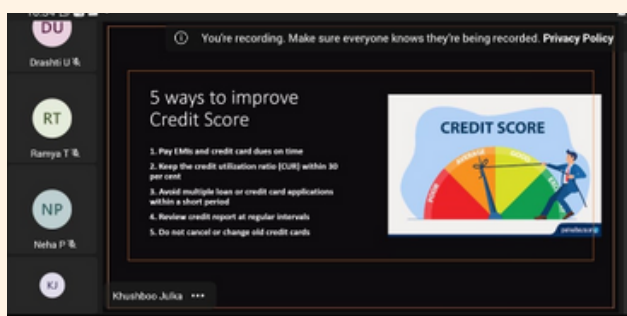 DU
You're recording. Make sure everyone knows they're being recorded. Privacy Policy
Drashti U
RT
Ramya T
NP
Neha P
KJ
5 ways to improve
Credit Score
1. Pay EMIs and credit card dues on time
2. Keep the credit utilization ratio [CUR] within 30
per cent
3. Avoid multiple loan or credit card applications
within a short period
4. Review credit report at regular intervals
5. Do not cancel or change old credit cards
CREDIT SCORE
POOR
AVERAGE
GOOD
Khushboo Julka